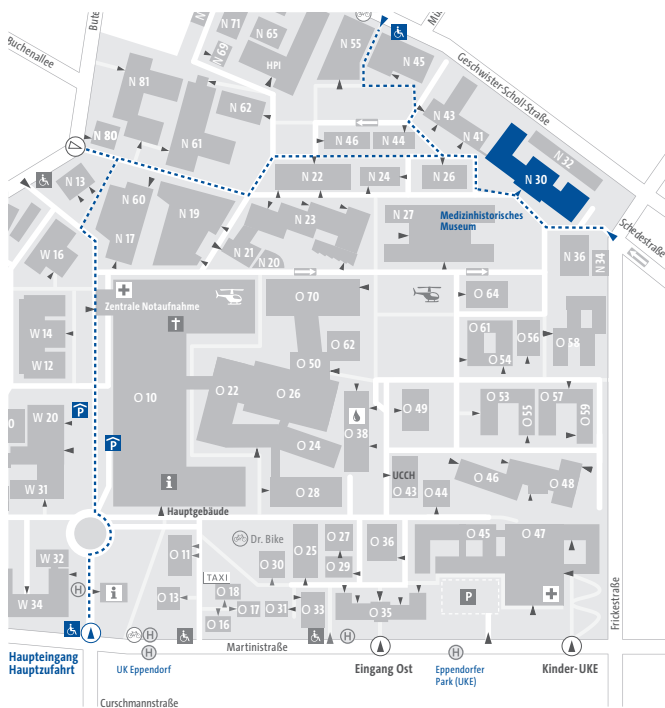 Bute
Buchenallee
Mu
Geschwister-Scholl-Straße
N 71
N 65
N 69
HPI
N 55
N 45
N 81
N 62
N 61
N 80
N 43
N 41
N 46
N 44
N 32
N 30
N 13
N 60
N 22
N 24
N 26
N 19
N 17
N 23
N 21
N 20
N 27
Medizinhistorisches
Museum
Schedestraße
N 36
N 34
W 16
Zentrale Notaufnahme
O 70
O 64
W 14
W 12
O 62
O 61
O 54
O 56
O 58
O 50
O 10
O 22
O 26
O 24
O 38
O 49
O 53
O 55
O 57
O 59
0
W 20
P
P
W 31
i
Hauptgebäude
O 28
UCCH
O 43
O 44
O 46
O 48
O 45
O 47
Dr. Bike
O 11
O 30
O 25
O 27
O 29
O 36
W 32
H
W 34
i
O 13
TAXI
O 18
O 17
O 16
O 31
O 33
O 35
P
Frickestraße
H
H
Martinistraße
Haupteingang
Hauptzufahrt
H
UK Eppendorf
Eingang Ost
H
Eppendorfer
Park (UKE)
Kinder-UKE
Curschmannstraße